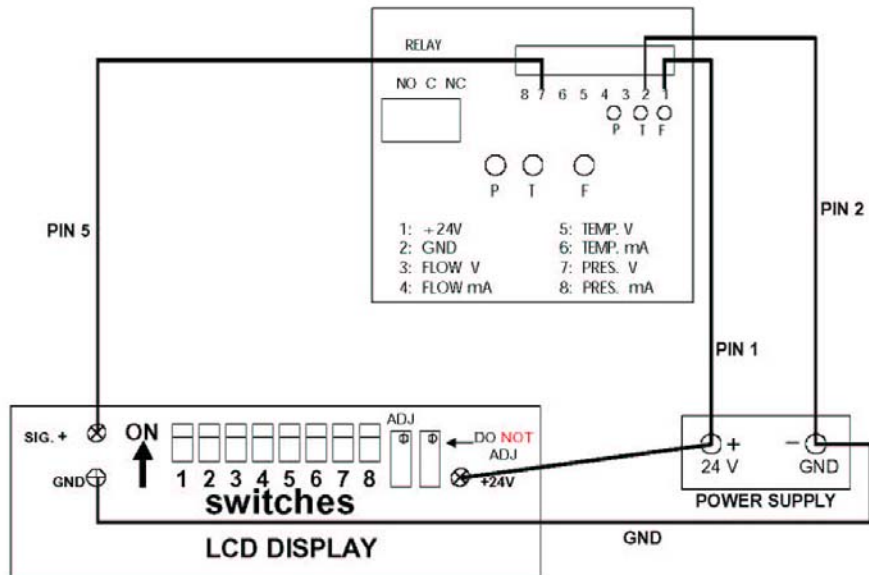 RELAY
NO C NC
8 7 6 5 4 3 2 1
P T F
P T F
1: +24V
2: GND
3: FLOW V
4: FLOW mA
5: TEMP. V
6: TEMP. mA
7: PRES. V
8: PRES. mA
PIN 5
PIN 2
PIN 1
SIG. +
ON
ADJ
DO NOT
ADJ
GND
+24V
1 2 3 4 5 6 7 8
switches
LCD DISPLAY
+ −
24 V GND
POWER SUPPLY
GND